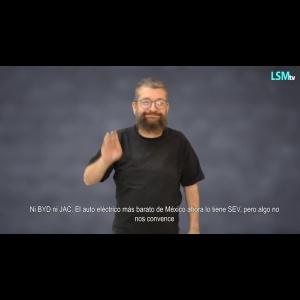 LSMtv
Ni BYD ni JAC. El auto eléctrico más barato de México ahora lo tiene SEV, pero algo no
nos convence